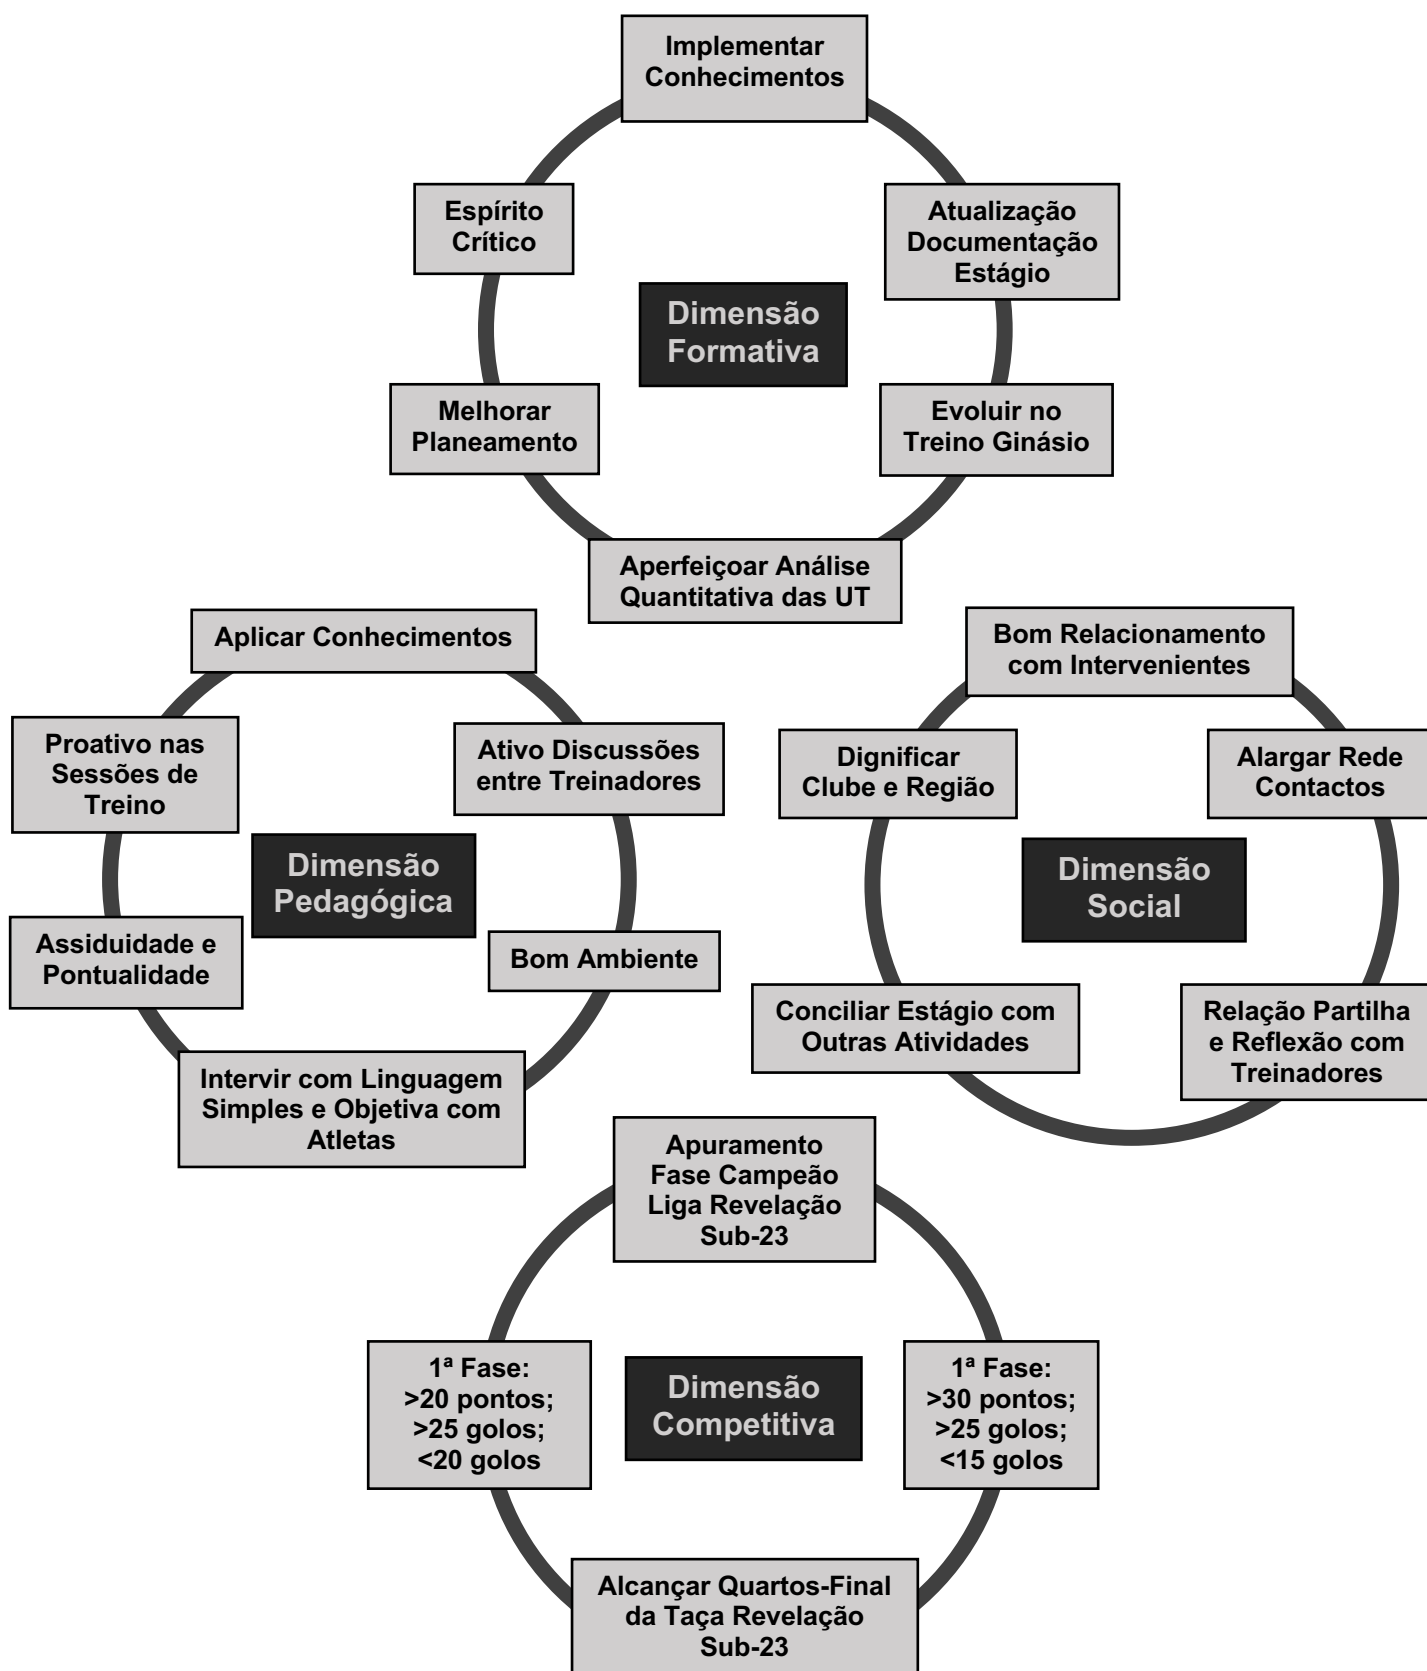 Implementar
Conhecimentos
Espírito
Crítico
Atualização
Documentação
Estágio
Dimensão
Formativa
Melhorar
Planeamento
Evoluir no
Treino Ginásio
Aperfeiçoar Análise
Quantitativa das UT
Aplicar Conhecimentos
Proativo nas
Sessões de
Treino
Ativo Discussões
entre Treinadores
Dimensão
Pedagógica
Assiduidade e
Pontualidade
Bom Ambiente
Intervir com Linguagem
Simples e Objetiva com
Atletas
Bom Relacionamento
com Intervenientes
Dignificar
Clube e Região
Alargar Rede
Contactos
Dimensão
Social
Conciliar Estágio com
Outras Atividades
Relação Partilha
e Reflexão com
Treinadores
Apuramento
Fase Campeão
Liga Revelação
Sub-23
1ª Fase:
>20 pontos;
>25 golos;
<20 golos
Dimensão
Competitiva
1ª Fase:
>30 pontos;
>25 golos;
<15 golos
Alcançar Quartos-Final
da Taça Revelação
Sub-23